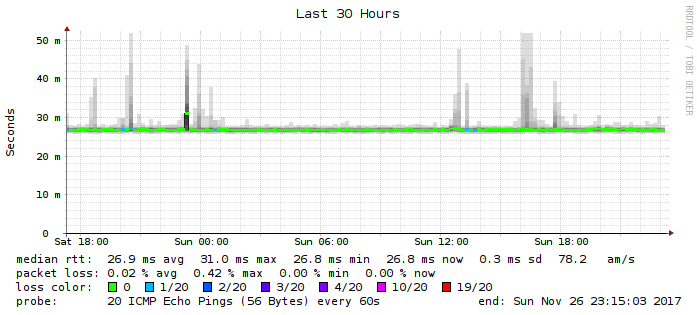 Last 30 Hours
RRDTOOL / TOBI OETIKER
Seconds
50 m
40 m
30 m
20 m
10 m
0
Sat 18:00 Sun 00:00 Sun 06:00 Sun 12:00 Sun 18:00
median rtt: 26.9 ms avg 31.0 ms max 26.8 ms min 26.8 ms now 0.3 ms sd 78.2 am/s
packet loss: 0.02 % avg 0.42 % max 0.00 % min 0.00 % now
loss color: 0 1/20 2/20 3/20 4/20 10/20 19/20
probe: 20 ICMP Echo Pings (56 Bytes) every 60s end: Sun Nov 26 23:15:03 2017